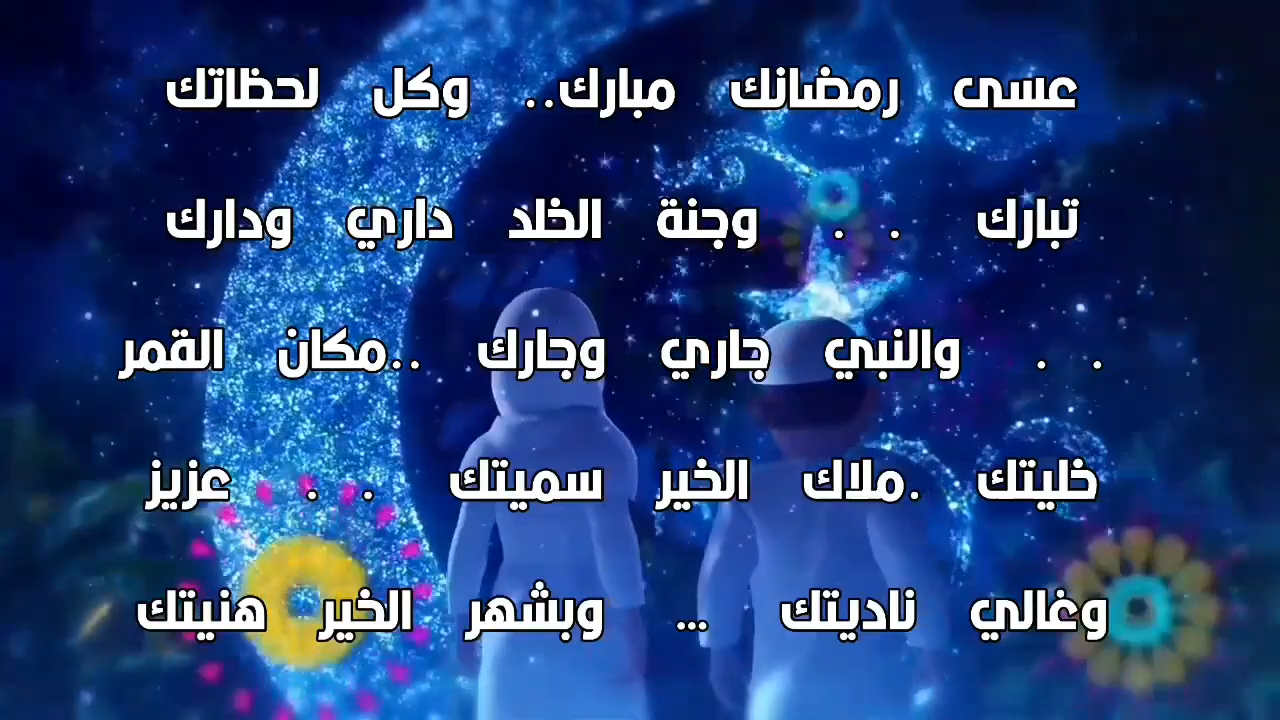 عسى رمضانك مبارك.. وكل لحظاتك
تبارك . . وجنة الخلد داري ودارك
. . والنبي جاري وجارك ..مكان القمر
خليتك .ملاك الخير سميتك . . عزيز
وغالي ناديتك ... وبشهر الخير هنيتك